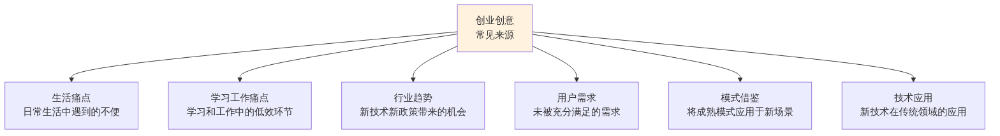 创业创意
常见来源
生活痛点
日常生活中遇到的不便
学习工作痛点
学习和工作中的低效环节
行业趋势
新技术新政策带来的机会
用户需求
未被充分满足的需求
模式借鉴
将成熟模式应用于新场景
技术应用
新技术在传统领域的应用